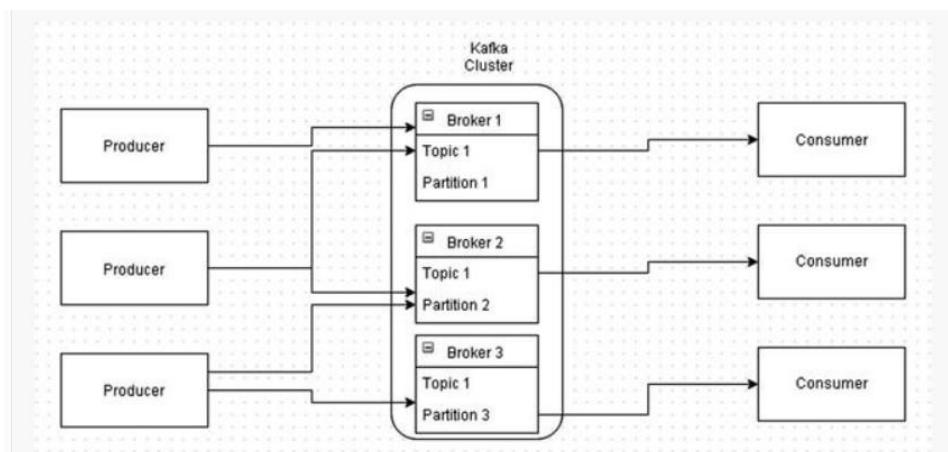 Kafka
Cluster
Producer
Broker 1
Topic 1
Partition 1
Consumer
Producer
Broker 2
Topic 1
Partition 2
Consumer
Producer
Broker 3
Topic 1
Partition 3
Consumer